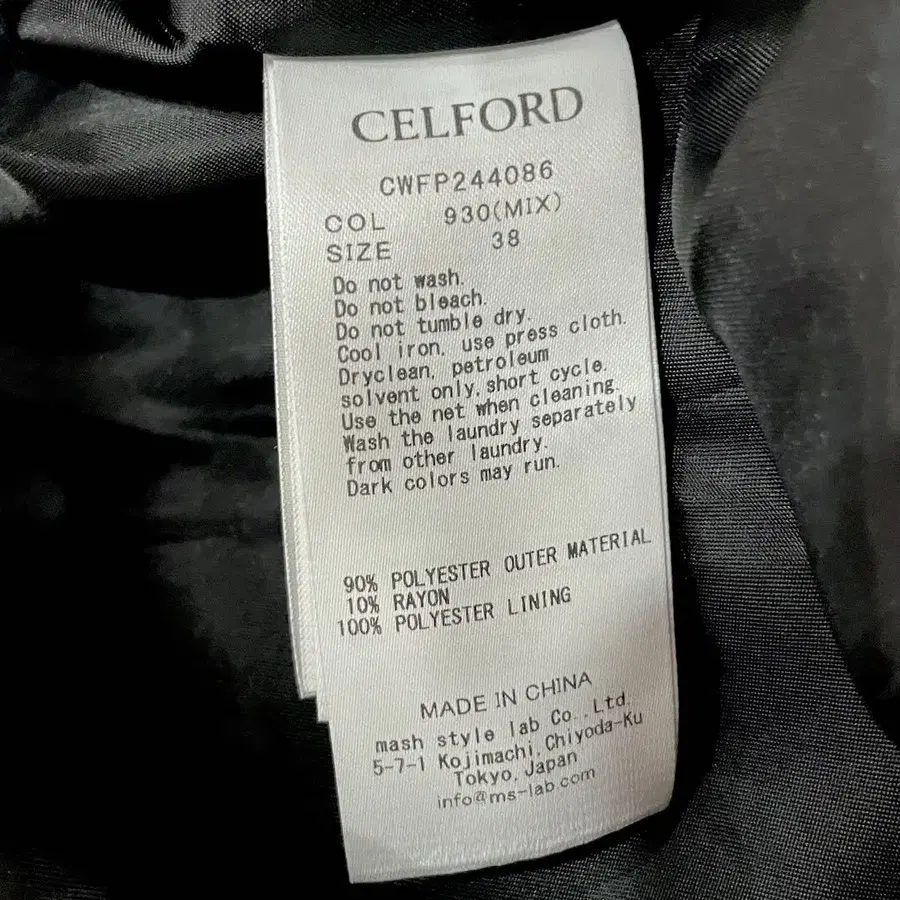 CELFORD
CWFP244086
COL 930(MIX)
SIZE 38
Do not wash.
Do not bleach.
Do not tumble dry.
Cool iron, use press cloth.
Dryclean, petroleum
solvent only,short cycle.
Use the net when cleaning.
Wash the laundry separately
from other laundry.
Dark colors may run.
90% POLYESTER OUTER MATERIAL
10% RAYON
100% POLYESTER LINING
MADE IN CHINA
mash style lab Co.,Ltd.
5-7-1 Kojimachi,Chiyoda-Ku
Tokyo,Japan
info@ms-lab.com